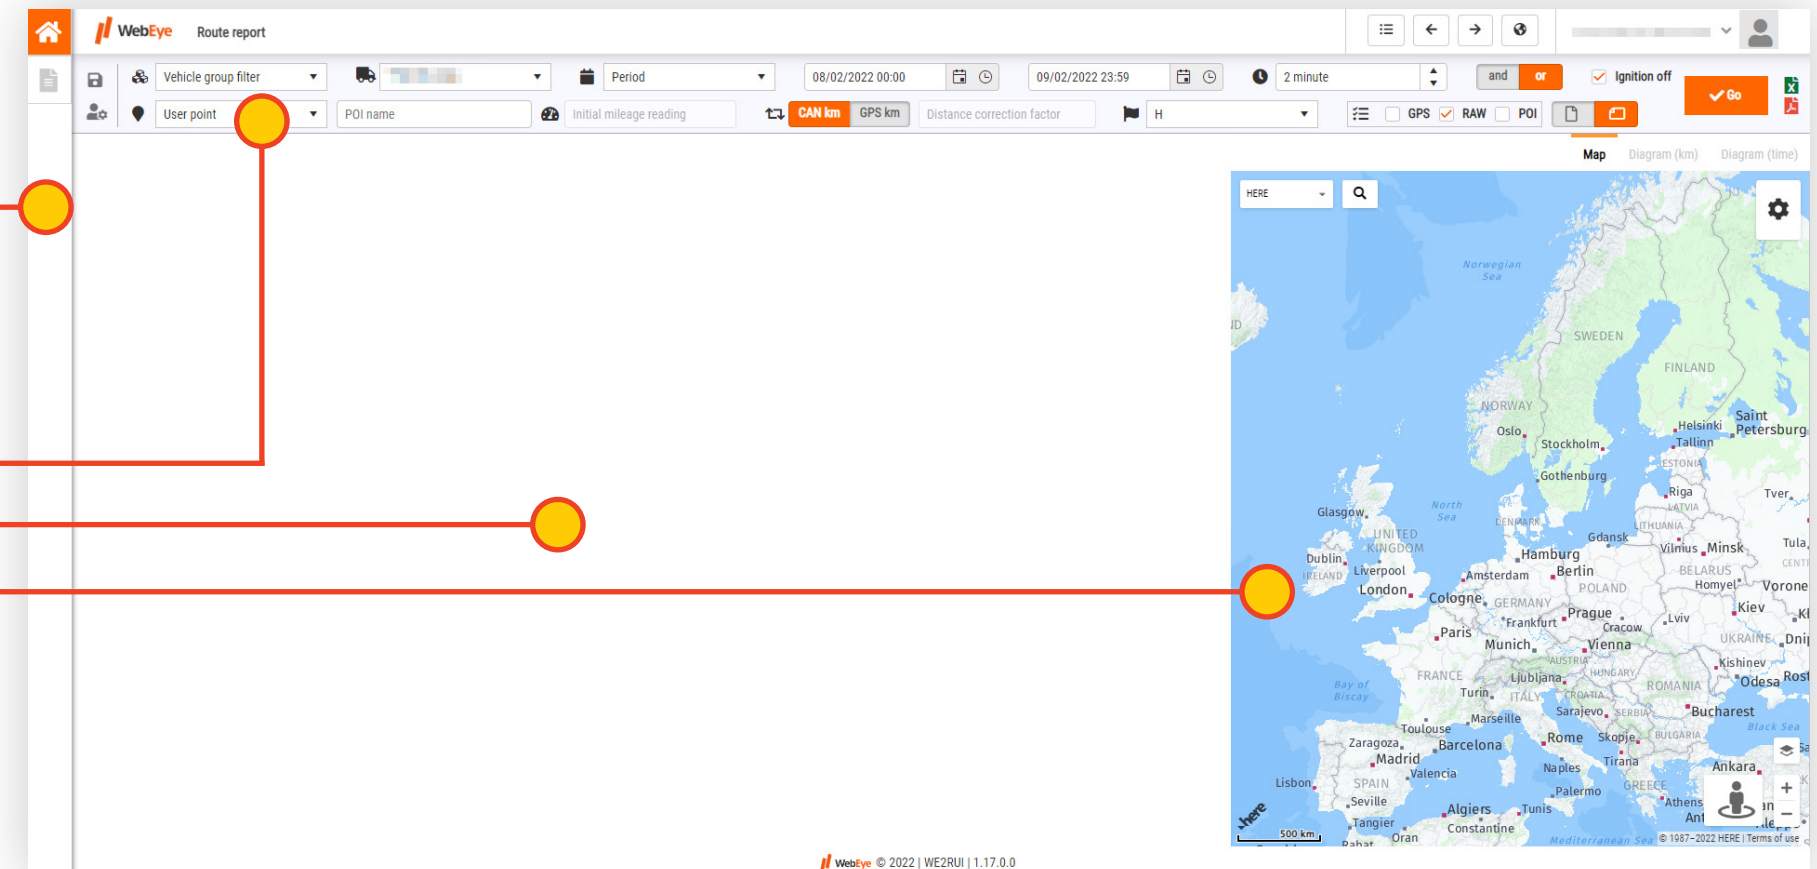 WebEye Route report
Vehicle group filter Period 08/02/2022 00:00 09/02/2022 23:59 2 minute and or Ignition off
Go
User point POI name Initial mileage reading CAN km GPS km Distance correction factor H GPS RAW POI
Map Diagram (km) Diagram (time)
HERE
Norwegian
Sea
SWEDEN
FINLAND
NORWAY
Oslo
Stockholm
Helsinki
Saint
Petersburg
Tallinn
ESTONIA
Gothenburg
Riga
LATVIA
Tver
North
Sea
Glasgow
DENMARK
LITHUANIA
UNITED
KINGDOM
Gdansk
Vilnius
Minsk
Tula
Dublin
IRELAND
Liverpool
Hamburg
Berlin
BELARUS
Homyel
London
Amsterdam
POLAND
Cologne
GERMANY
Prague
Kiev
Frankfurt
Cracow
Lviv
Paris
Munich
Vienna
UKRAINE
AUSTRIA
Kishinev
FRANCE
Ljubljana
HUNGARY
ROMANIA
Odesa
Bay of
Biscay
Turin
ITALY
CROATIA
Sarajevo
SERBIA
Bucharest
Marseille
Toulouse
Black Sea
Zaragoza
Barcelona
Rome
Skopje
BULGARIA
Madrid
Valencia
Naples
Tirana
Ankara
Lisbon
SPAIN
Palermo
GREECE
Seville
Algiers
Tunis
Athens
Tangier
Constantine
Oran
Rabat
Mediterranean Sea
here
500 km
© 1987–2022 HERE | Terms of use
WebEye © 2022 | WE2RUI | 1.17.0.0